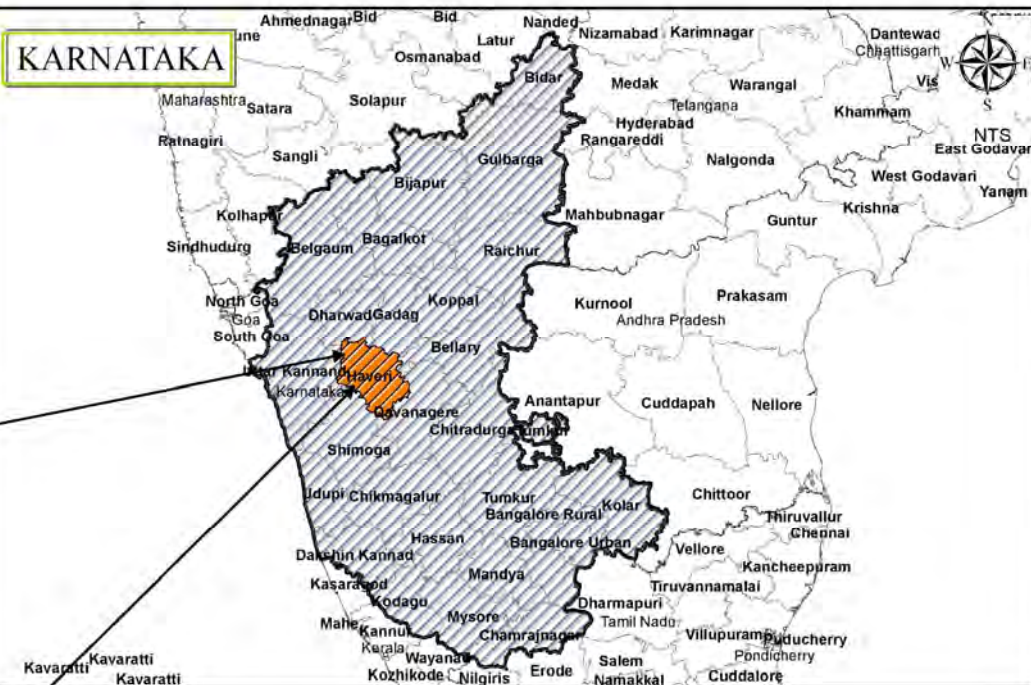 KARNATAKA
Ahmednagar Bid Bid
Nanded
Nizamabad Karimnagar
Dantewad
une
Latur
Chhattisgarh
Osmanabad
Bidar
Medak
Warangal
Vis
W
S
Maharashtra
Satara
Solapur
Telangana
Khammam
Hyderabad
NTS
Ratnagiri
Rangareddi
East Godavar
Sangli
Gulbarga
Nalgonda
Bijapur
West Godavari
Yanam
Kolhapur
Mahbubnagar
Krishna
Guntur
Sindhudurg
Belgaum
Bagalkot
Raichur
North Goa
Koppal
Kurnool
Prakasam
Goa
Dharwad Gadag
Andhra Pradesh
South Goa
Bellary
Uttar Kannand
Haveri
Karnataka
Anantapur
Cuddapah
Nellore
Davanagere
Chitradurga
Tumkur
Shimoga
Chittoor
Udupi
Chikmagalur
Tumkur
Kolar
Bangalore Rural
Thiruvallur
Chennai
Hassan
Bangalore Urban
Vellore
Dakshin Kannad
Kancheepuram
Mandya
Kasaragod
Tiruvannamalai
Kodagu
Dharmapuri
Mysore
Tamil Nadu
Mahe
Kannur
Chamrajnagar
Villupuram
Puducherry
Kerala
Pondicherry
Kavaratti
Kavaratti
Wayanad
Salem
Kavaratti
Kozhikode
Nilgiris
Erode
Namakkal
Cuddalore